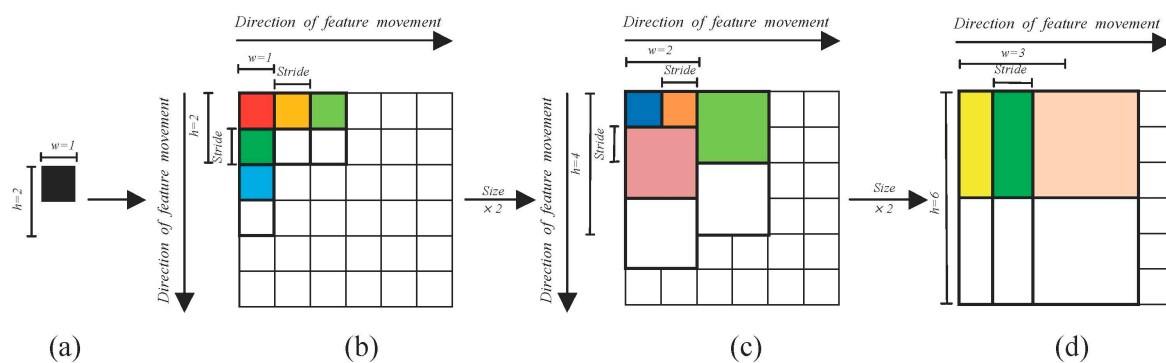 w=1
h=2
(a)
Direction of feature movement
w=1
Stride
h=2
Stride
Direction of feature movement
(b)
Size
×2
Direction of feature movement
w=2
Stride
h=4
Stride
Direction of feature movement
(c)
Size
×2
Direction of feature movement
w=3
Stride
h=6
(d)